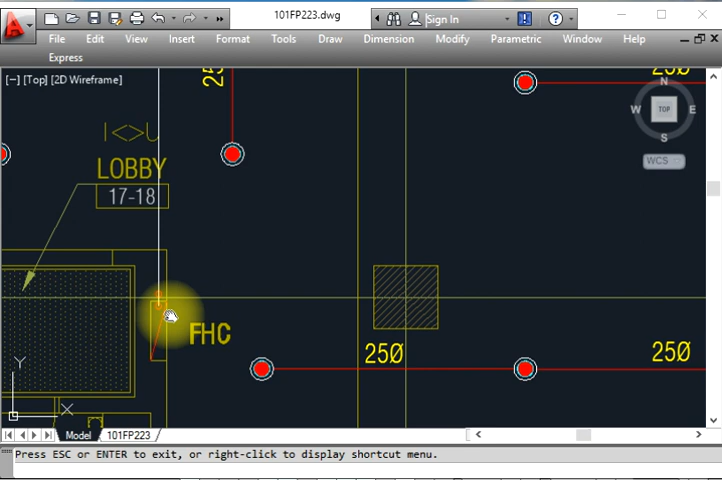 101FP223.dwg
Sign In
File Edit View Insert Format Tools Draw Dimension Modify Parametric Window Help
Express
[−] [Top] [2D Wireframe]
25Ø
N
W TOP E
S
WCS
I<>U
LOBBY
17-18
FHC
25Ø
25Ø
Y
X
Model 101FP223
Press ESC or ENTER to exit, or right-click to display shortcut menu.